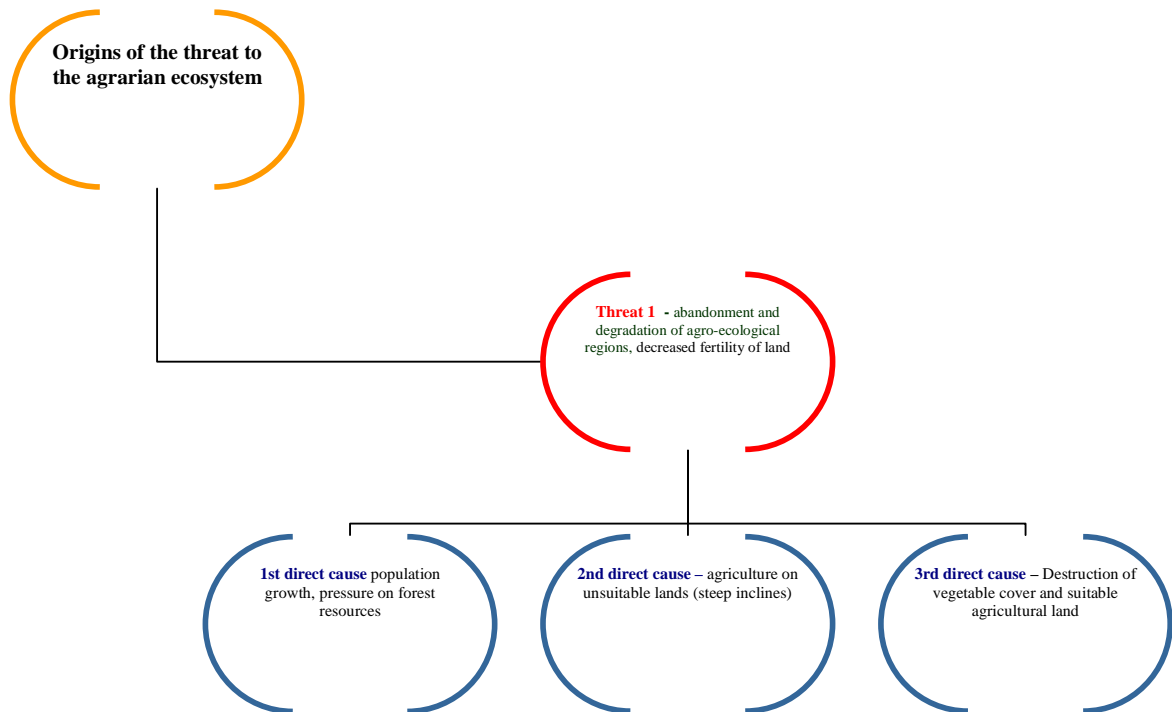 Origins of the threat to
the agrarian ecosystem
Threat 1 - abandonment and
degradation of agro-ecological
regions, decreased fertility of land
1st direct cause population
growth, pressure on forest
resources
2nd direct cause – agriculture on
unsuitable lands (steep inclines)
3rd direct cause – Destruction of
vegetable cover and suitable
agricultural land